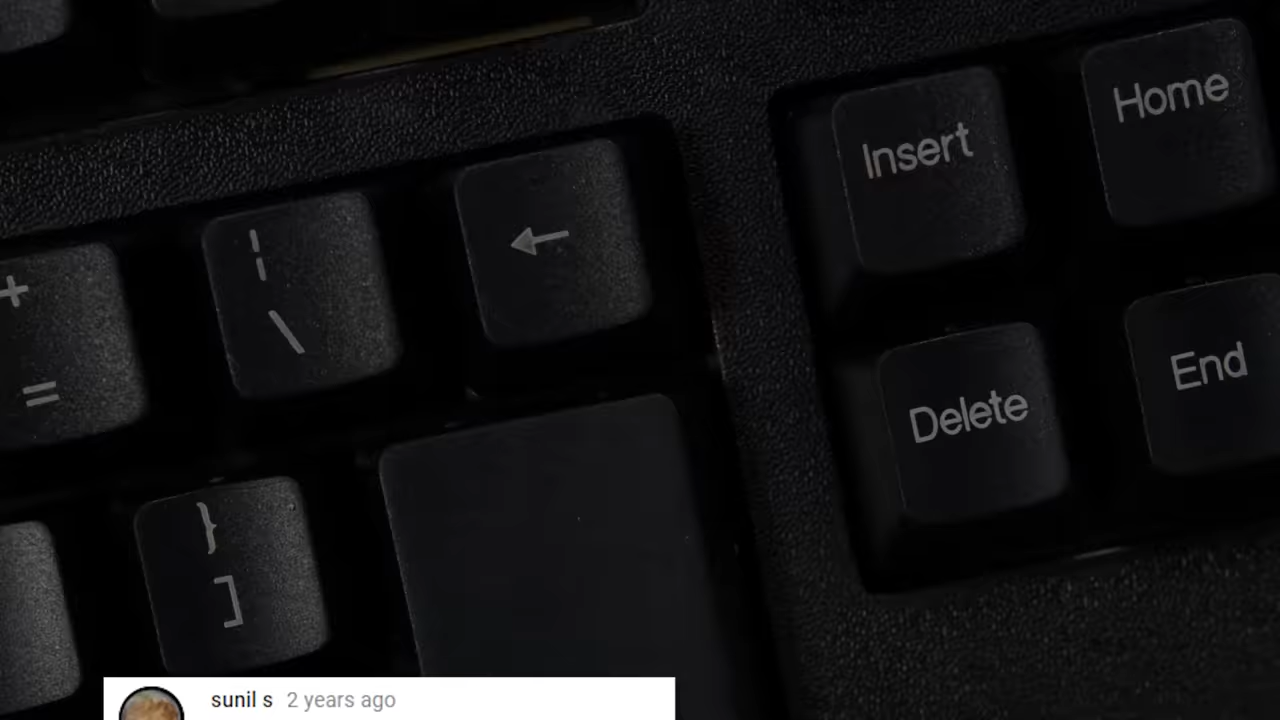 Home
Insert
¦
\
←
+
=
End
Delete
}
]
sunil s 2 years ago